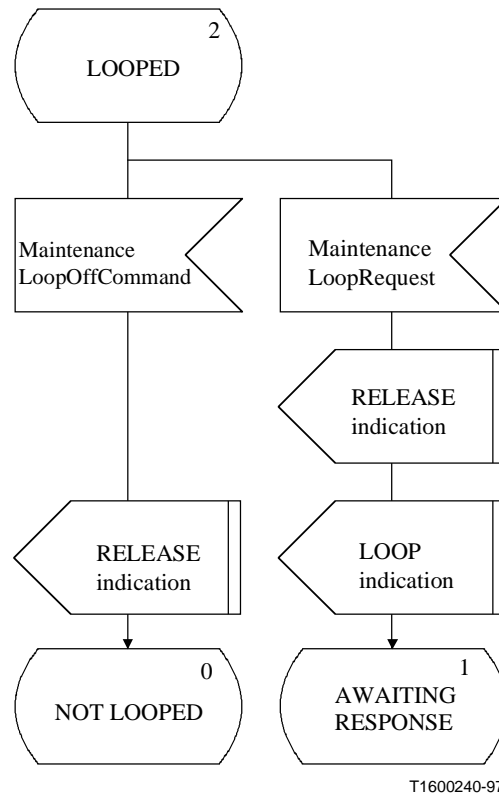 2
LOOPED
Maintenance
LoopOffCommand
Maintenance
LoopRequest
RELEASE
indication
RELEASE
indication
LOOP
indication
0
NOT LOOPED
1
AWAITING
RESPONSE
T1600240-97